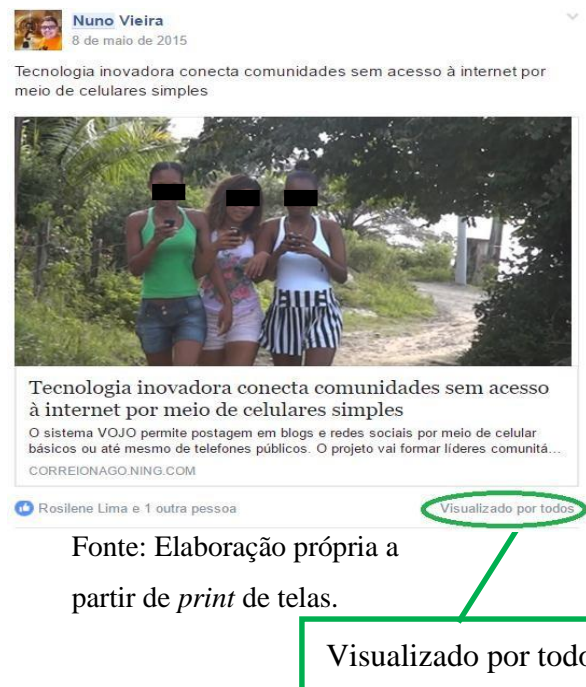 Nuno Vieira
8 de maio de 2015
Tecnologia inovadora conecta comunidades sem acesso à internet por
meio de celulares simples
Tecnologia inovadora conecta comunidades sem acesso
à internet por meio de celulares simples
O sistema VOJO permite postagem em blogs e redes sociais por meio de celular
básicos ou até mesmo de telefones públicos. O projeto vai formar líderes comunitá...
CORREIONAGO.NING.COM
Rosilene Lima e 1 outra pessoa Visualizado por todos
Fonte: Elaboração própria a
partir de print de telas.
Visualizado por todo